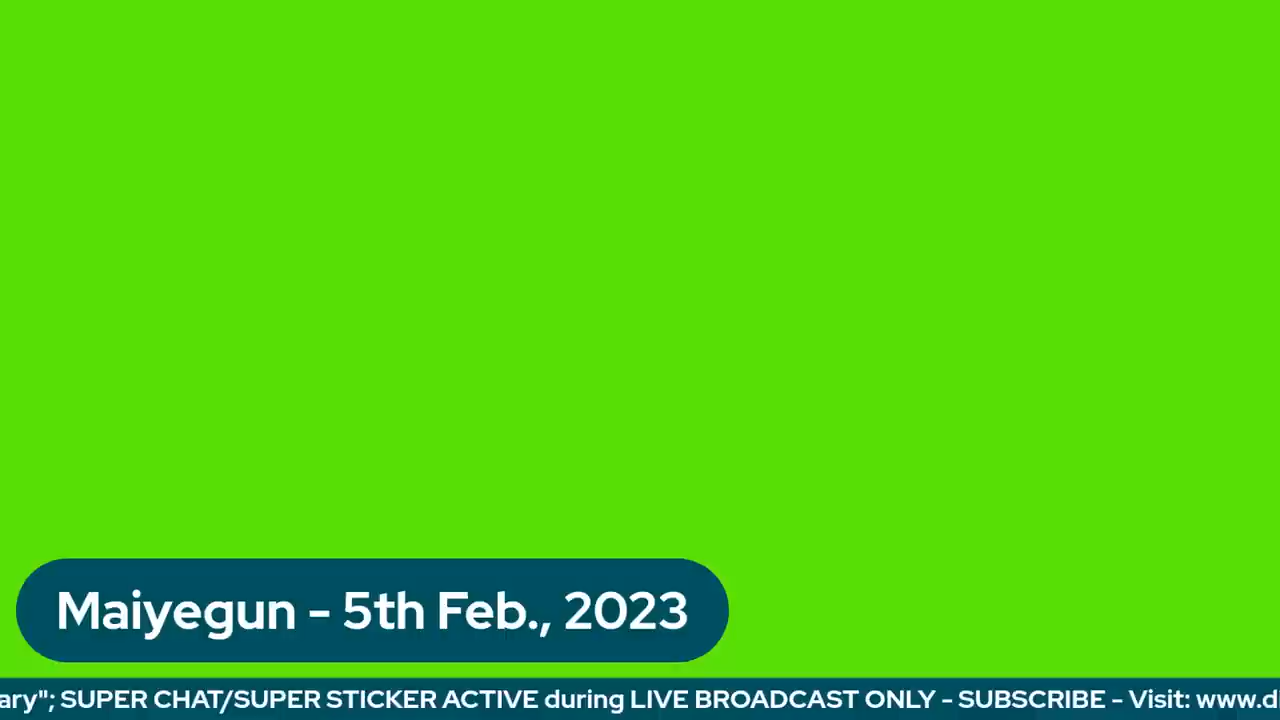 Maiyegun - 5th Feb., 2023
ary"; SUPER CHAT/SUPER STICKER ACTIVE during LIVE BROADCAST ONLY - SUBSCRIBE - Visit: www.d